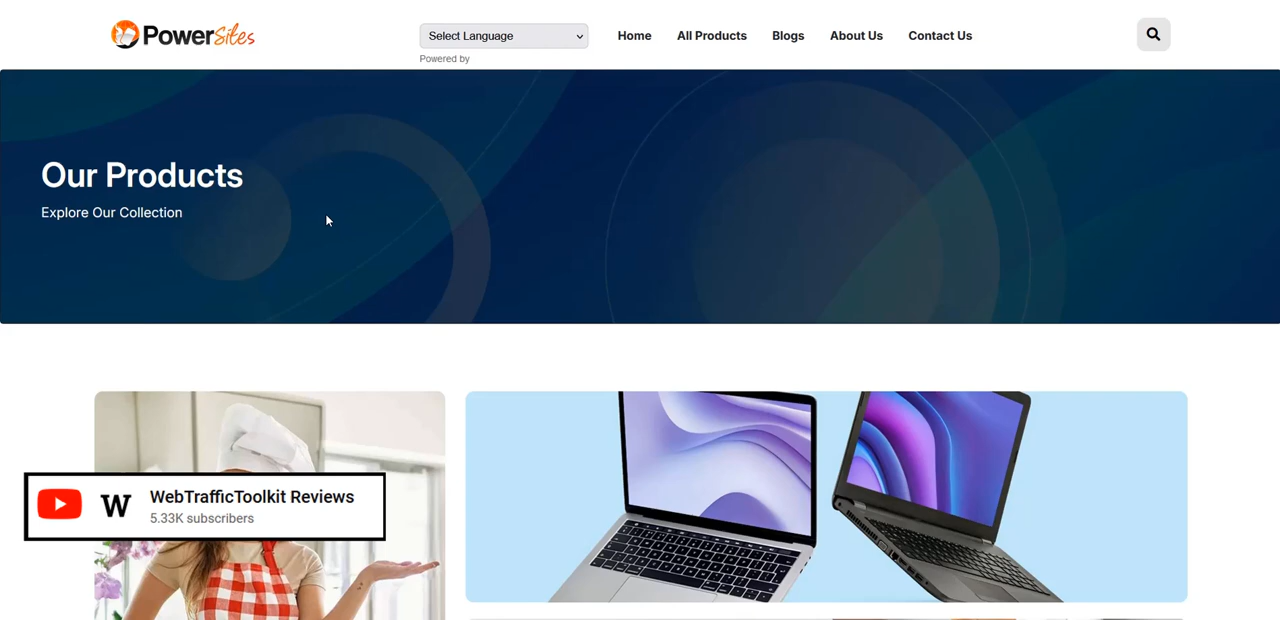 PowerSites
Select Language
Powered by
Home
All Products
Blogs
About Us
Contact Us
Our Products
Explore Our Collection
W
WebTrafficToolkit Reviews
5.33K subscribers